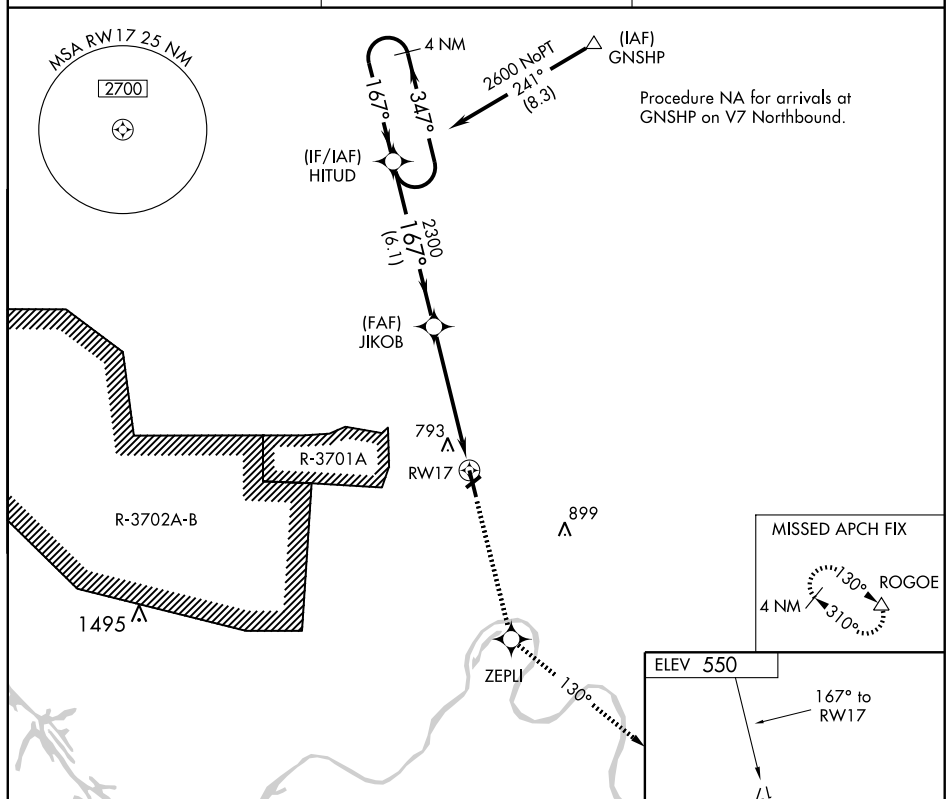 MSA RW17 25 NM
2700
4 NM
167°
347°
(IAF)
GNSHP
2600 NoPT
241°
(8.3)
Procedure NA for arrivals at
GNSHP on V7 Northbound.
(IF/IAF)
HITUD
2300
167°
(6.1)
(FAF)
JIKOB
793
RW17
R-3701A
R-3702A-B
899
1495
ZEPLI
130°
MISSED APCH FIX
130°
ROGOE
4 NM
310°
ELEV 550
167° to
RW17